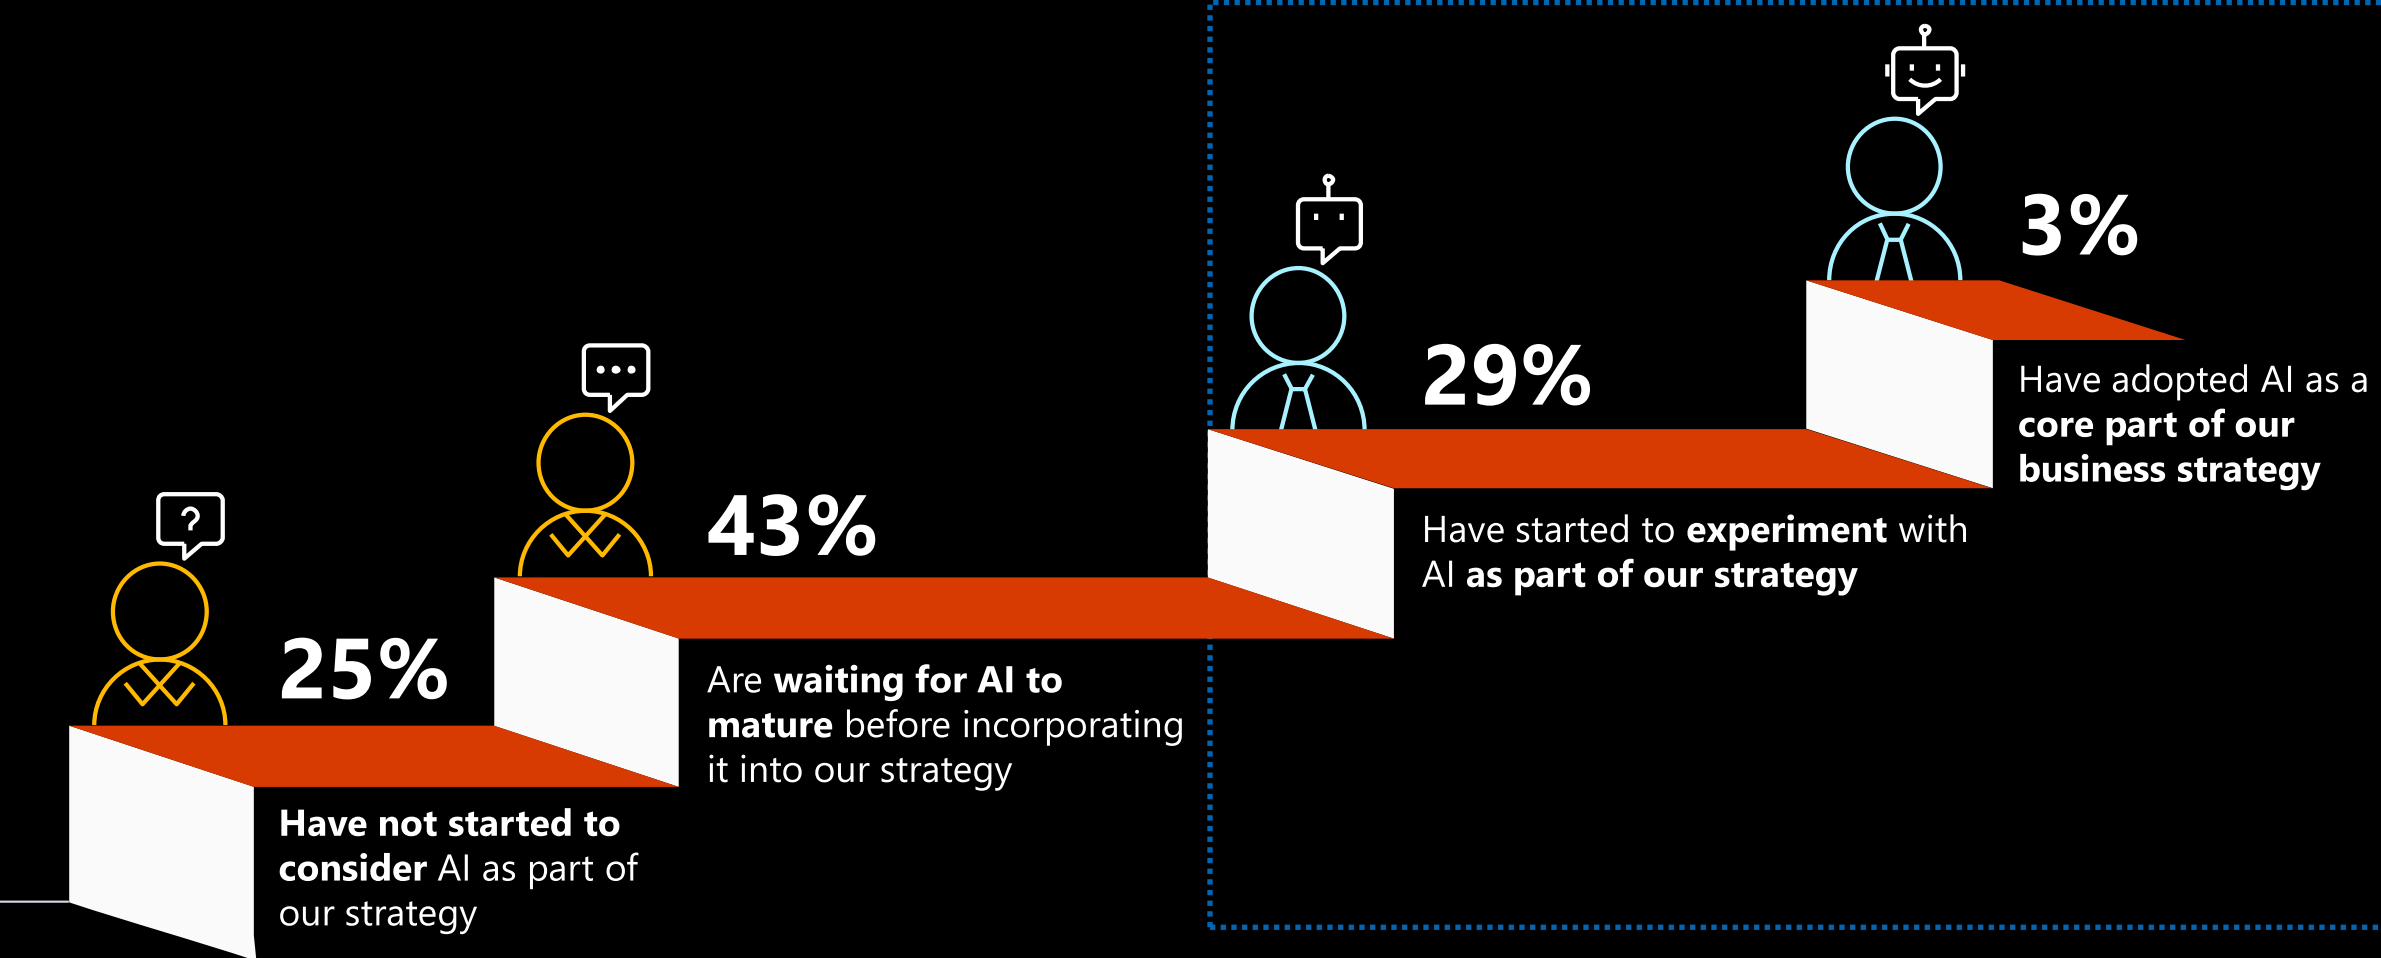 ?
25%
Have not started to
consider AI as part of
our strategy
43%
Are waiting for AI to
mature before incorporating
it into our strategy
29%
Have started to experiment with
AI as part of our strategy
3%
Have adopted AI as a
core part of our
business strategy